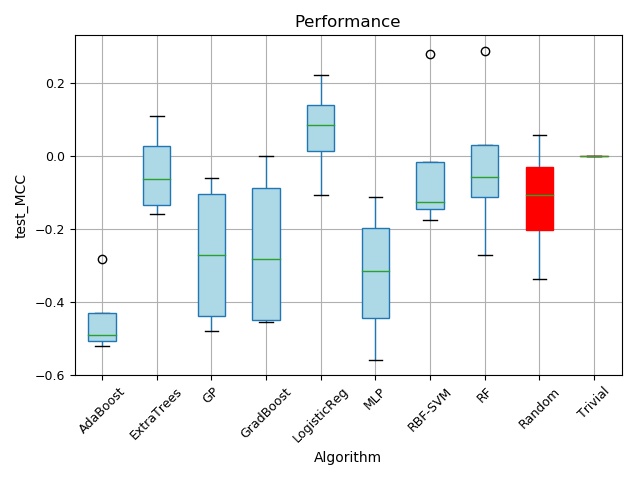 Performance
test_MCC
0.2
0.0
−0.2
−0.4
−0.6
AdaBoost
ExtraTrees
GP
GradBoost
LogisticReg
MLP
RBF-SVM
RF
Random
Trivial
Algorithm